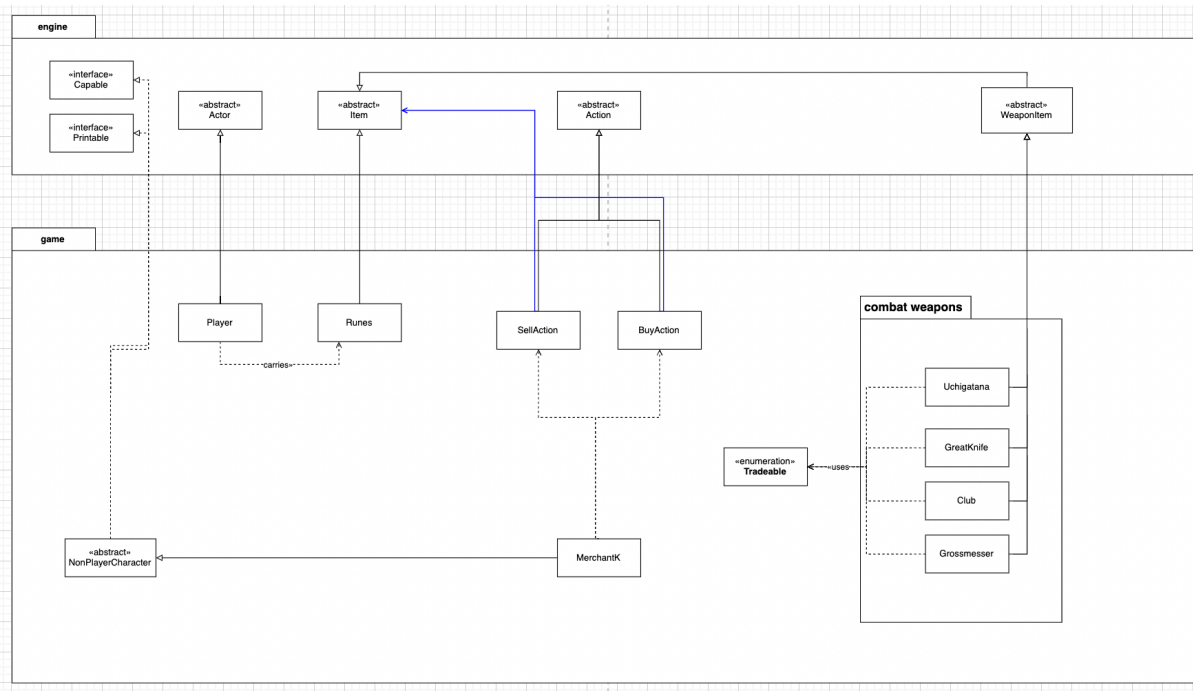 engine
«interface»
Capable
«interface»
Printable
«abstract»
Actor
«abstract»
Item
«abstract»
Action
«abstract»
WeaponItem
game
Player
Runes
carries»
SellAction
BuyAction
combat weapons
Uchigatana
GreatKnife
Club
Grossmesser
«enumeration»
Tradeable
«uses
«abstract»
NonPlayerCharacter
MerchantK